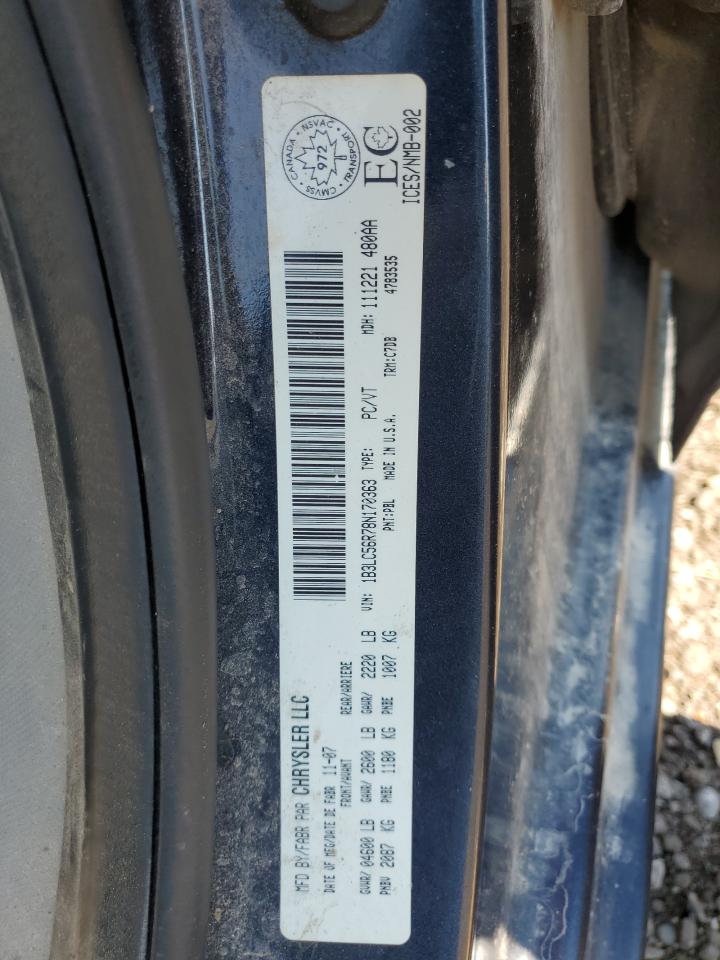 MFD BY/FABR PAR CHRYSLER LLC
DATE OF MFG/DATE DE FABR 11-07
FRONT/AVANT REAR/ARRIERE
GVWR/ 04600 LB GAWR/ 2600 LB GAWR/ 2220 LB
PNBV 2087 KG PNBE 1180 KG PNBE 1007 KG
VIN: 1B3LC56R78N170363 TYPE: PC/VT MDH: 111221 480AA
PNT:PBL MADE IN U.S.A. TRM:C7DB 4783535
CANADA • NSVAC • TRANSPORT • CMVSS •
972
EC
ICES/NMB-002